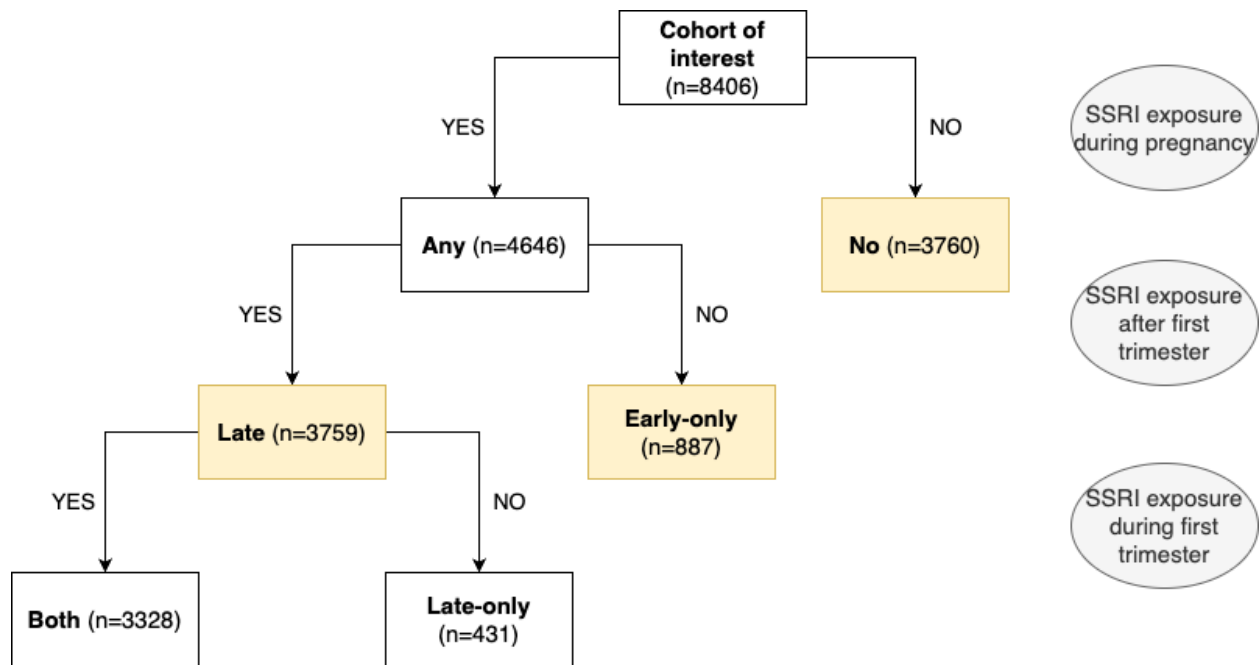 Cohort of
interest
(n=8406)
SSRI exposure
during pregnancy
YES
NO
Any (n=4646)
No (n=3760)
SSRI exposure
after first
trimester
YES
NO
Late (n=3759)
Early-only
(n=887)
SSRI exposure
during first
trimester
YES
NO
Both (n=3328)
Late-only
(n=431)